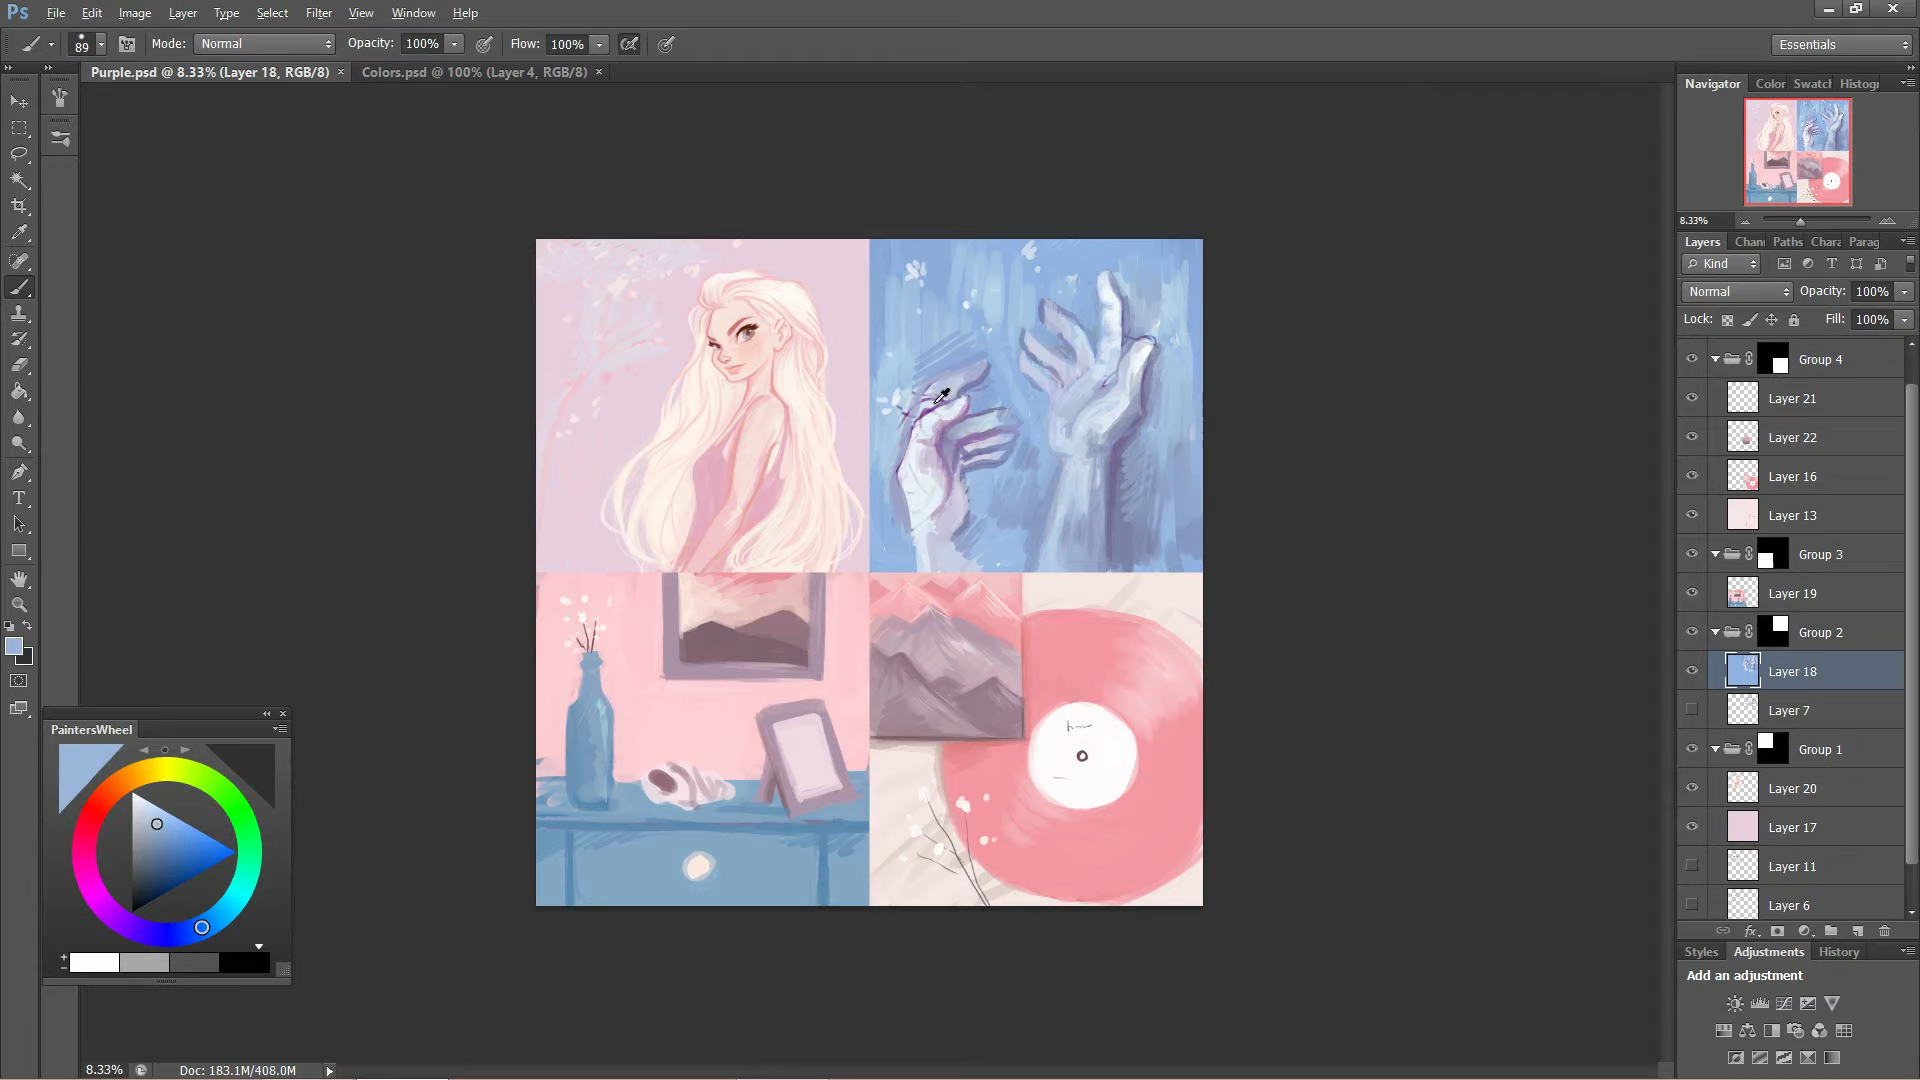 Ps File Edit Image Layer Type Select Filter View Window Help
89 Mode: Normal Opacity: 100% Flow: 100% Essentials
Purple.psd @ 8.33% (Layer 18, RGB/8) × Colors.psd @ 100% (Layer 4, RGB/8) ×
Navigator Color Swatch Histogr
8.33%
Layers Chann Paths Chara Parag
Kind
Normal Opacity: 100%
Lock: Fill: 100%
Group 4
Layer 21
Layer 22
Layer 16
Layer 13
Group 3
Layer 19
Group 2
Layer 18
Layer 7
Group 1
Layer 20
Layer 17
Layer 11
Layer 6
PaintersWheel
Styles Adjustments History
Add an adjustment
8.33% Doc: 183.1M/408.0M